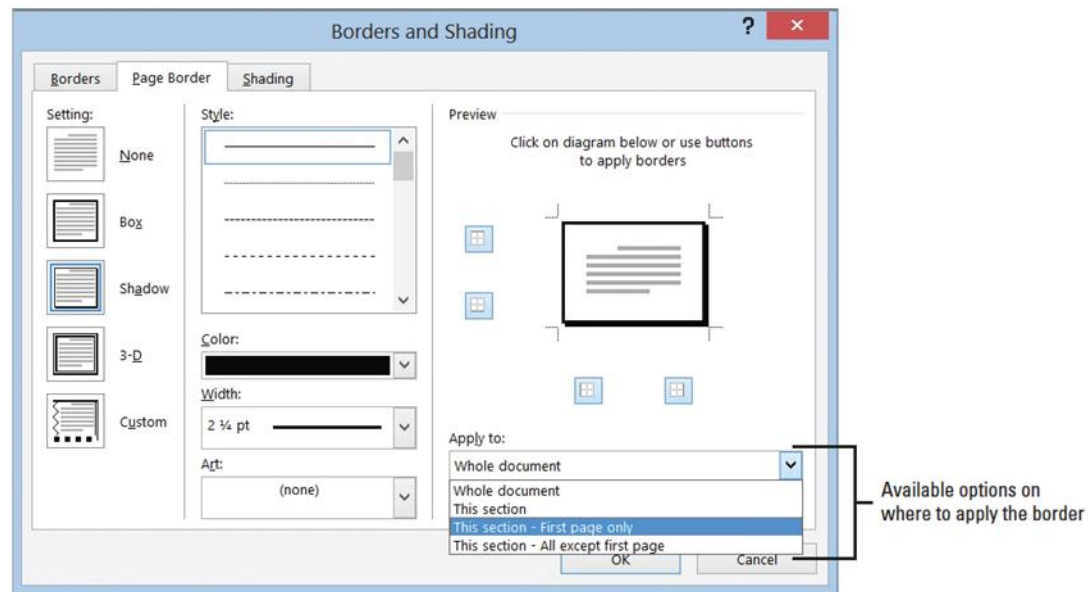 Borders and Shading
?
×
Borders
Page Border
Shading
Setting:
None
Box
Shadow
3-D
Custom
Style:
Color:
Width:
2 ¼ pt
Art:
(none)
Preview
Click on diagram below or use buttons
to apply borders
Apply to:
Whole document
Whole document
This section
This section - First page only
This section - All except first page
OK
Cancel
Available options on
where to apply the border